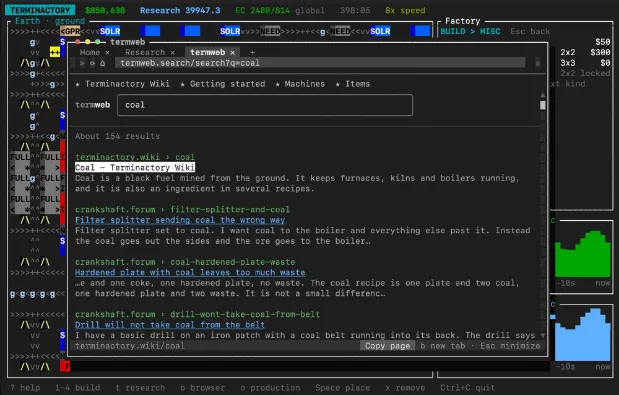 TERMINACTORY $850,638 Research 39947.3 EC 2400/814 global 398:05 8x speed
Earth · ground
Factory
BUILD > MISC Esc back
$50
2x2 $300
3x3 $0
2x2 locked
xt kind
termweb
Home × Research × termweb × +
termweb.search/search?q=coal
★ Terminactory Wiki ★ Getting started ★ Machines ★ Items
termweb coal
About 154 results
terminactory.wiki › coal
Coal — Terminactory Wiki
Coal is a black fuel mined from the ground. It keeps furnaces, kilns and boilers running,
and it is also an ingredient in several recipes.
crankshaft.forum › filter-splitter-and-coal
Filter splitter sending coal the wrong way
Filter splitter set to coal. I want coal to the boiler and everything else past it. Instead
the coal goes out the sides and the ore goes to the boiler…
crankshaft.forum › coal-hardened-plate-waste
Hardened plate with coal leaves too much waste
…e and one coke, one hardened plate, no waste. The coal recipe is one plate and two coal,
one hardened plate and two waste. It is not a small differenc…
crankshaft.forum › drill-wont-take-coal-from-belt
Drill will not take coal from the belt
I have a basic drill on an iron patch with a coal belt running into its back. The drill says
terminactory.wiki/coal Copy page b new tab · Esc minimize
-10s now
-10s now
? help 1-4 build t research b browser o production Space place x remove Ctrl+C quit